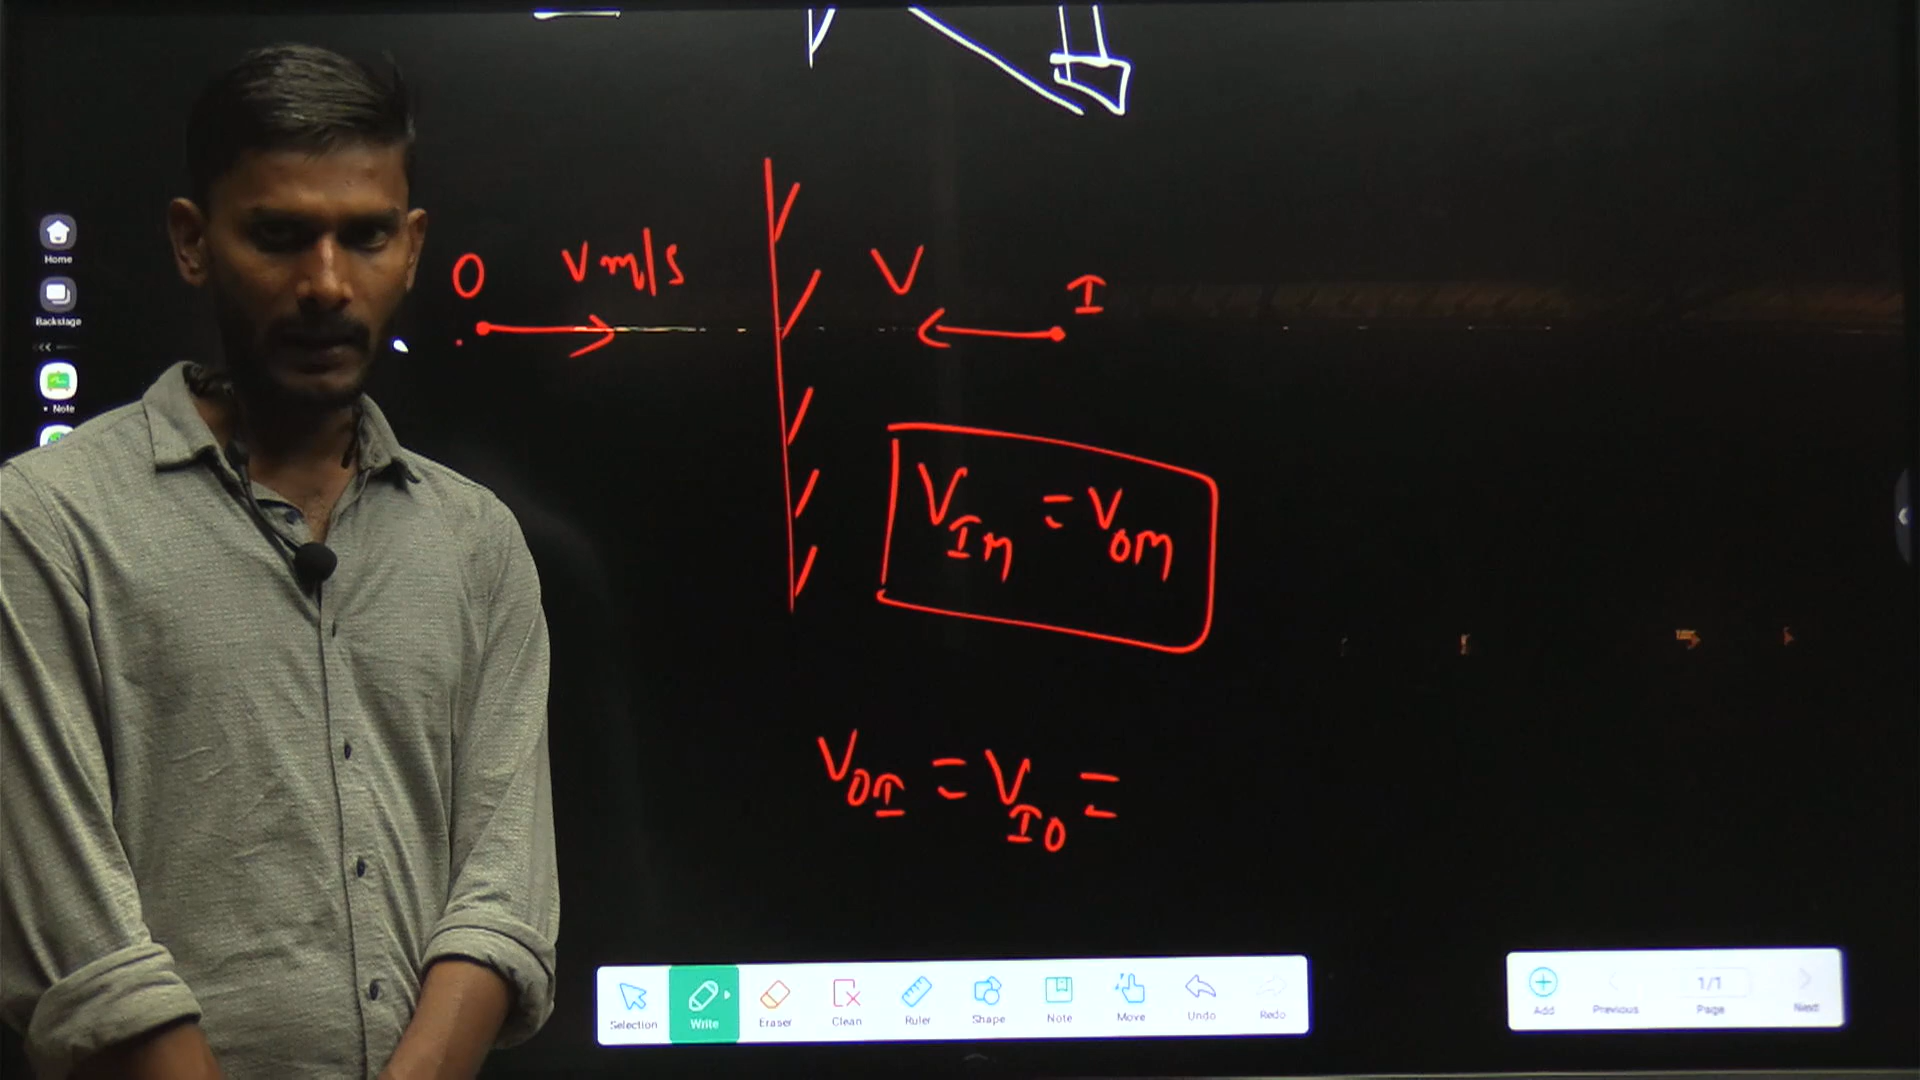 Home
Backstage
Note
O V m/s V I
V_IM = V_OM
V_OI = V_IO =
Selection Write Eraser Clean Ruler Shape Note Move Undo Redo
Add Previous 1/1 Page Next